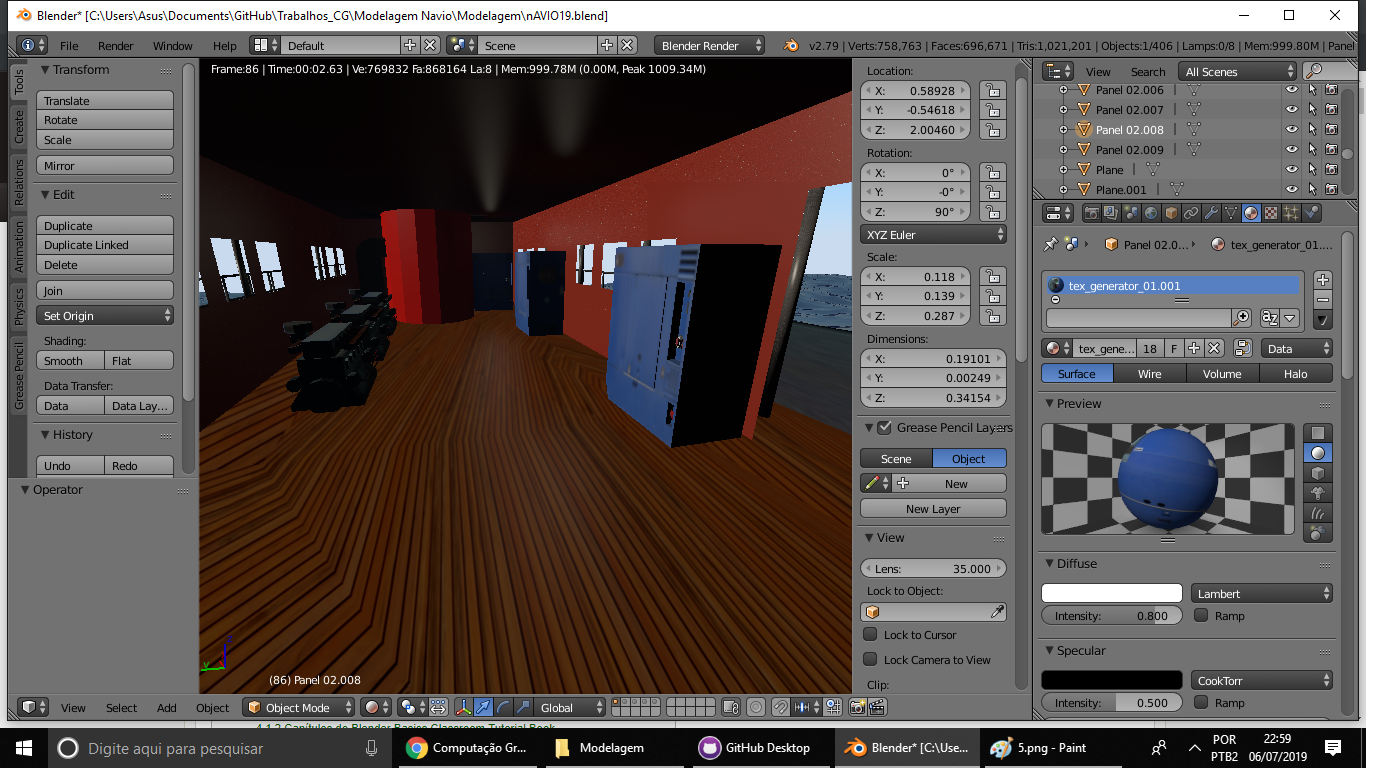 Blender* [C:\Users\Asus\Documents\GitHub\Trabalhos_CG\Modelagem Navio\Modelagem\nAVIO19.blend]
File Render Window Help Default Scene Blender Render v2.79 | Verts:758,763 | Faces:696,671 | Tris:1,021,201 | Objects:1/406 | Lamps:0/8 | Mem:999.80M | Panel
Tools
Create
Relations
Animation
Physics
Grease Pencil
Transform
Translate
Rotate
Scale
Mirror
Edit
Duplicate
Duplicate Linked
Delete
Join
Set Origin
Shading:
Smooth Flat
Data Transfer:
Data Data Lay...
History
Undo Redo
Operator
Frame:86 | Time:00:02.63 | Ve:769832 Fa:868164 La:8 | Mem:999.78M (0.00M, Peak 1009.34M)
y
(86) Panel 02.008
Location:
X: 0.58928
Y: -0.54618
Z: 2.00460
Rotation:
X: 0°
Y: -0°
Z: 90°
XYZ Euler
Scale:
X: 0.118
Y: 0.139
Z: 0.287
Dimensions:
X: 0.19101
Y: 0.00249
Z: 0.34154
Grease Pencil Layers
Scene Object
New
New Layer
View
Lens: 35.000
Lock to Object:
Lock to Cursor
Lock Camera to View
Clip:
View Search All Scenes
Panel 02.006
Panel 02.007
Panel 02.008
Panel 02.009
Plane
Plane.001
Panel 02.0... tex_generator_01....
tex_generator_01.001
tex_gene... 18 F Data
Surface Wire Volume Halo
Preview
Diffuse
Lambert
Intensity: 0.800 Ramp
Specular
CookTorr
Intensity: 0.500 Ramp
View Select Add Object Object Mode Global
4.1.2 Capítulos do Blender Basics Classroom Tutorial Book
Digite aqui para pesquisar Computação Gr... Modelagem GitHub Desktop Blender* [C:\Use... 5.png - Paint POR PTB2 22:59 06/07/2019